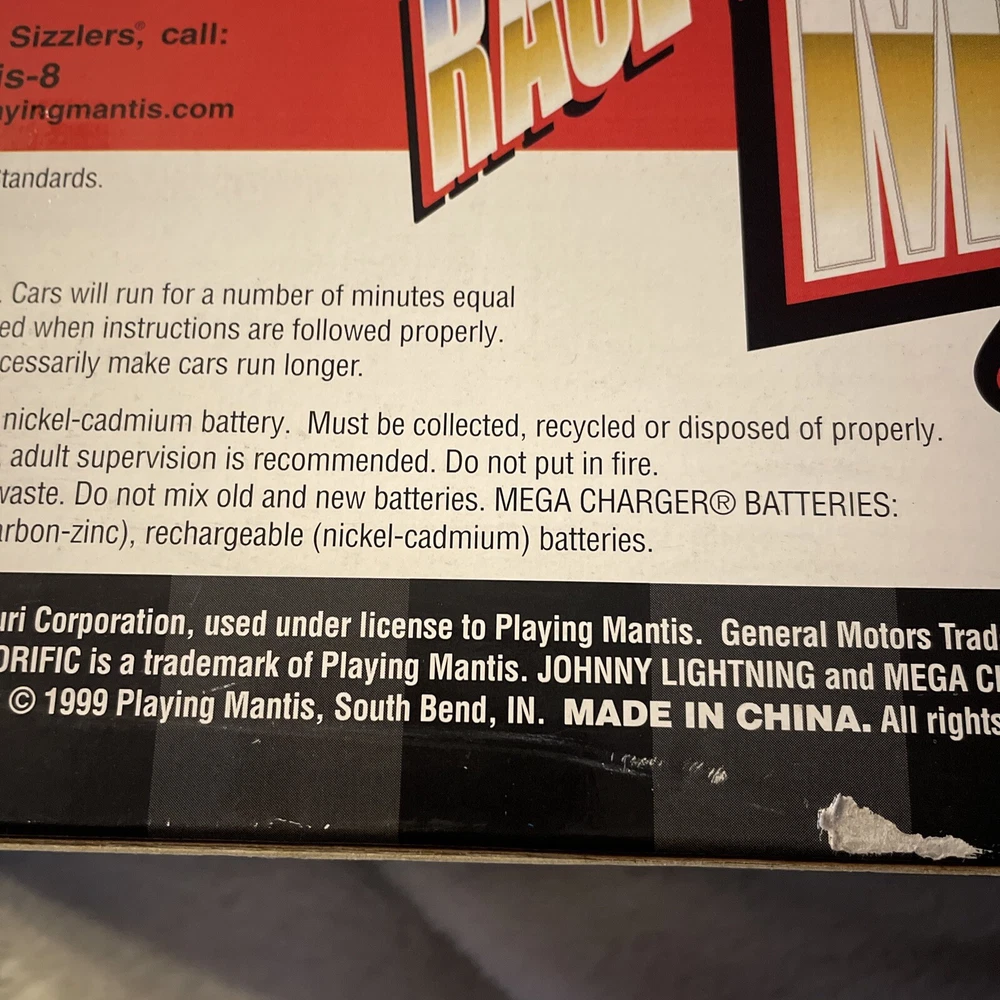 Sizzlers®, call:
is-8
ayingmantis.com
RACE
M
Standards.
. Cars will run for a number of minutes equal
ed when instructions are followed properly.
cessarily make cars run longer.
nickel-cadmium battery. Must be collected, recycled or disposed of properly.
adult supervision is recommended. Do not put in fire.
waste. Do not mix old and new batteries. MEGA CHARGER® BATTERIES:
arbon-zinc), rechargeable (nickel-cadmium) batteries.
uri Corporation, used under license to Playing Mantis. General Motors Trad
ORIFIC is a trademark of Playing Mantis. JOHNNY LIGHTNING and MEGA C
© 1999 Playing Mantis, South Bend, IN. MADE IN CHINA. All rights